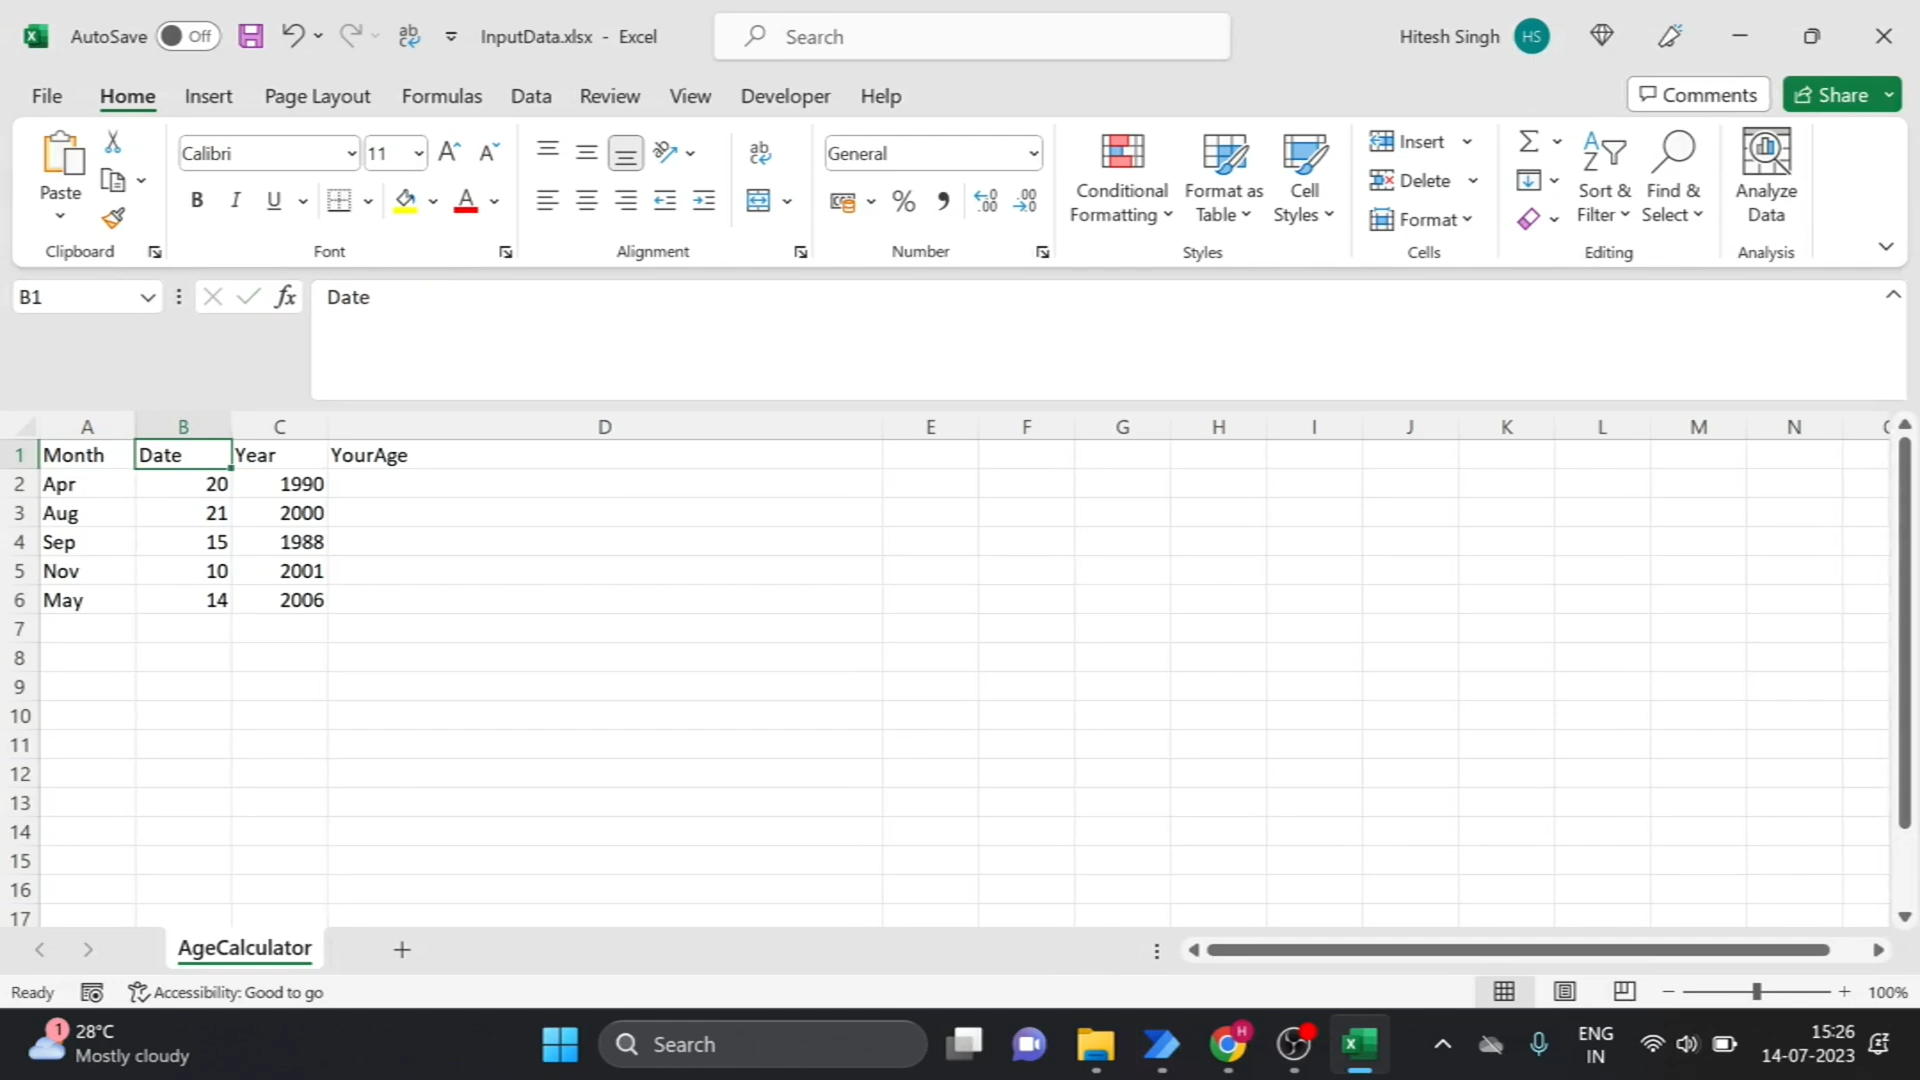 AutoSave Off InputData.xlsx - Excel Search Hitesh Singh HS
File Home Insert Page Layout Formulas Data Review View Developer Help Comments Share
Paste Calibri 11 General Conditional Formatting Format as Table Cell Styles Insert Delete Format Sort & Filter Find & Select Analyze Data
Clipboard Font Alignment Number Styles Cells Editing Analysis
B1 fx Date
A B C D E F G H I J K L M N
1 Month Date Year YourAge
2 Apr 20 1990
3 Aug 21 2000
4 Sep 15 1988
5 Nov 10 2001
6 May 14 2006
7
8
9
10
11
12
13
14
15
16
17
AgeCalculator
Ready Accessibility: Good to go 100%
1 28°C Search H ENG 15:26
Mostly cloudy IN 14-07-2023